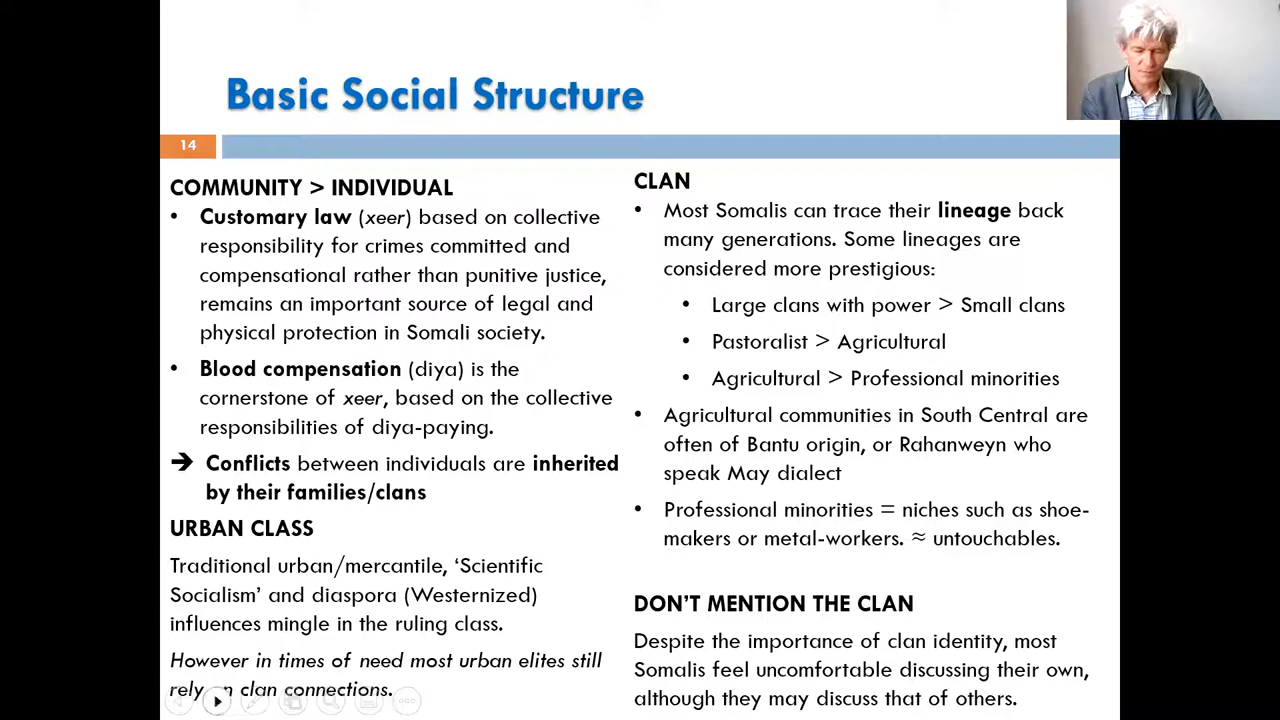 Basic Social Structure
14
COMMUNITY > INDIVIDUAL
• Customary law (xeer) based on collective
responsibility for crimes committed and
compensational rather than punitive justice,
remains an important source of legal and
physical protection in Somali society.
• Blood compensation (diya) is the
cornerstone of xeer, based on the collective
responsibilities of diya-paying.
➔ Conflicts between individuals are inherited
by their families/clans
URBAN CLASS
Traditional urban/mercantile, ‘Scientific
Socialism’ and diaspora (Westernized)
influences mingle in the ruling class.
However in times of need most urban elites still
rely on clan connections.
CLAN
• Most Somalis can trace their lineage back
many generations. Some lineages are
considered more prestigious:
• Large clans with power > Small clans
• Pastoralist > Agricultural
• Agricultural > Professional minorities
• Agricultural communities in South Central are
often of Bantu origin, or Rahanweyn who
speak May dialect
• Professional minorities = niches such as shoe-
makers or metal-workers. ≈ untouchables.
DON’T MENTION THE CLAN
Despite the importance of clan identity, most
Somalis feel uncomfortable discussing their own,
although they may discuss that of others.